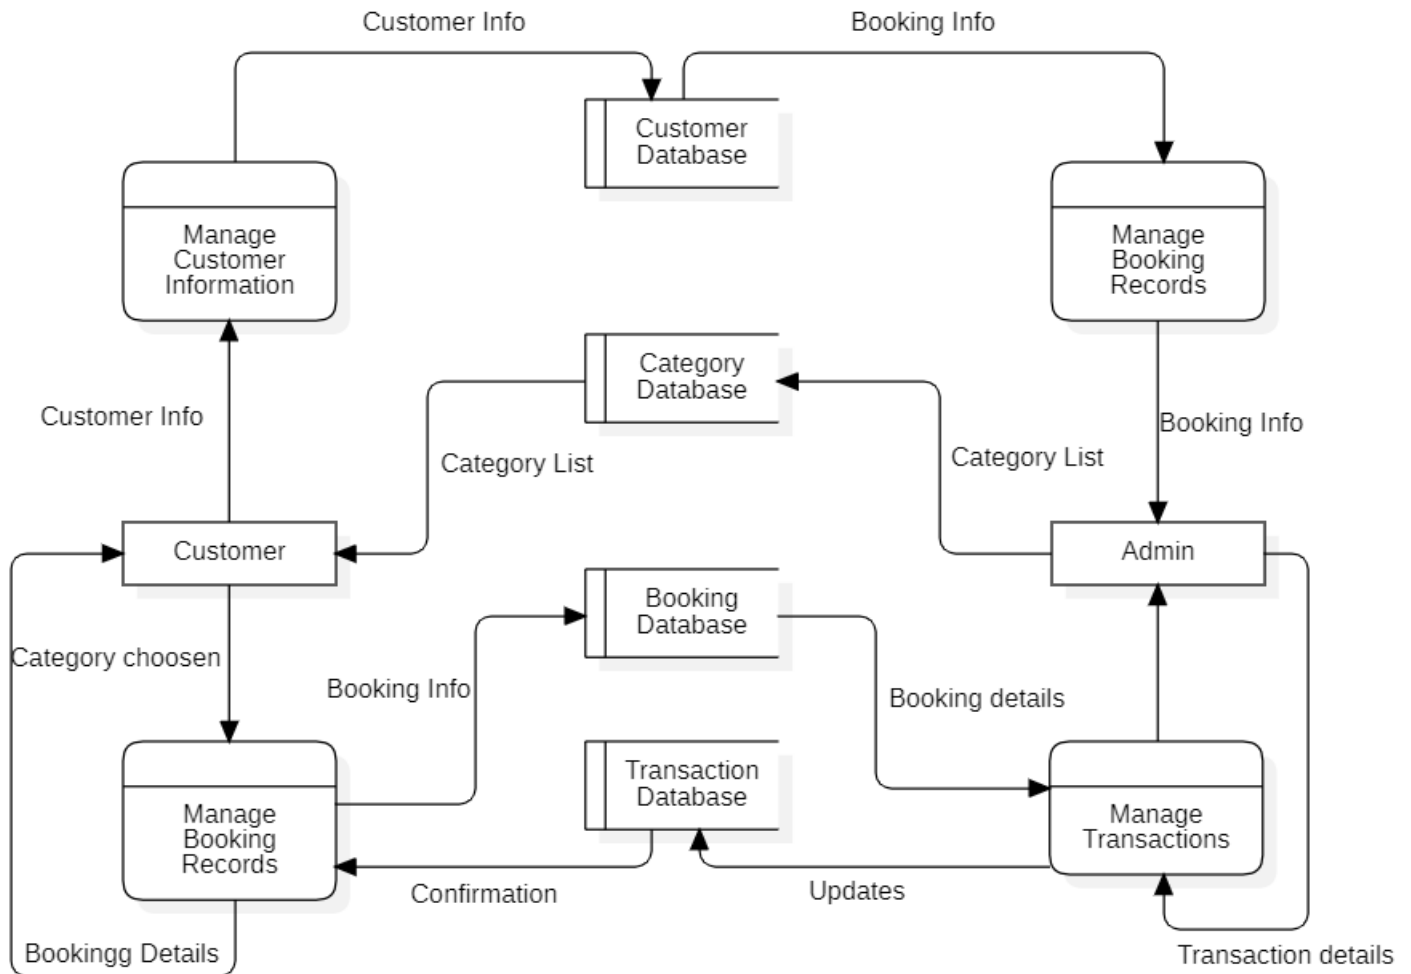 Customer Info
Booking Info
Customer
Database
Manage
Customer
Information
Manage
Booking
Records
Category
Database
Customer Info
Booking Info
Category List
Category List
Customer
Admin
Booking
Database
Category choosen
Booking Info
Booking details
Transaction
Database
Manage
Booking
Records
Manage
Transactions
Confirmation
Updates
Bookingg Details
Transaction details